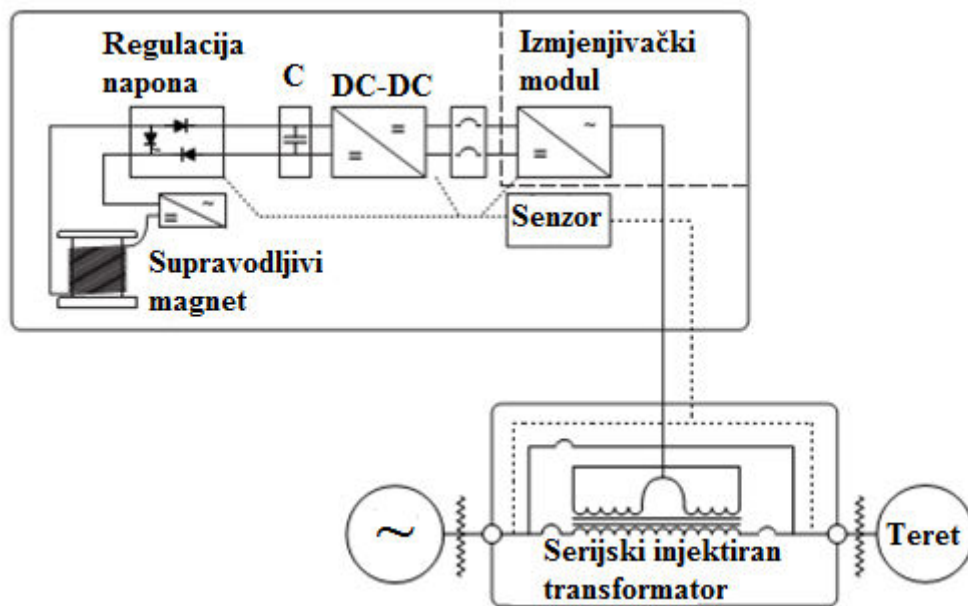 Regulacija
napona
C
DC-DC
Izmjenjivački
modul
=
=
~
=
~
=
Senzor
Supravodljivi
magnet
~
Serijski injektiran
transformator
Teret